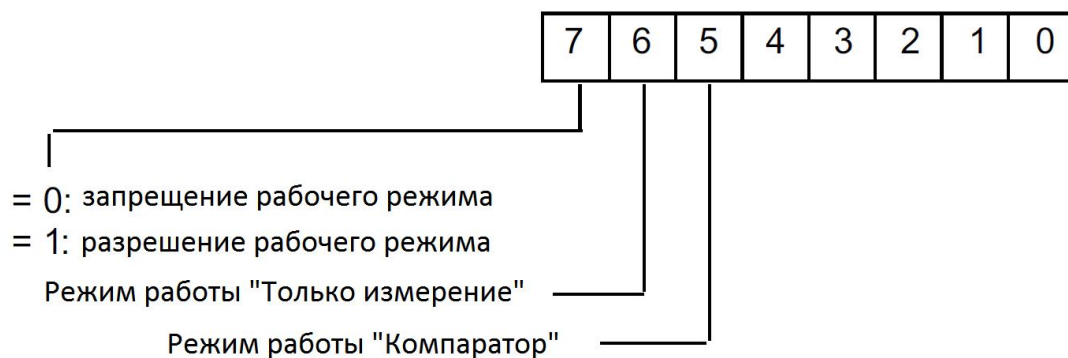 7 6 5 4 3 2 1 0
= 0: запрещение рабочего режима
= 1: разрешение рабочего режима
Режим работы "Только измерение"
Режим работы "Компаратор"